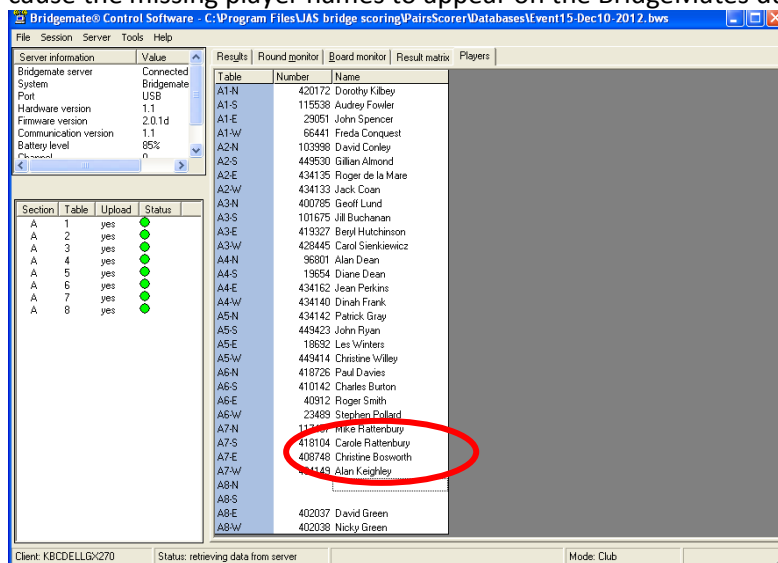 cause the missing player names to appear on the BridgeMates
Bridgemate® Control Software - C:\Program Files\JAS bridge scoring\PairsScorer\Databases\Event15-Dec10-2012.bws
File Session Server Tools Help
Server information Value
Bridgemate server Connected
System Bridgemate
Port USB
Hardware version 1.1
Firmware version 2.0.1d
Communication version 1.1
Battery level 85%
Channel 0
Results Round monitor Board monitor Result matrix Players
Section Table Upload Status
A 1 yes
A 2 yes
A 3 yes
A 4 yes
A 5 yes
A 6 yes
A 7 yes
A 8 yes
Table Number Name
A1-N 420172 Dorothy Kilbey
A1-S 115538 Audrey Fowler
A1-E 29051 John Spencer
A1-W 66441 Freda Conquest
A2-N 103998 David Conley
A2-S 449530 Gillian Almond
A2-E 434135 Roger de la Mare
A2-W 434133 Jack Coan
A3-N 400785 Geoff Lund
A3-S 101675 Jill Buchanan
A3-E 419327 Beryl Hutchinson
A3-W 428445 Carol Sienkiewicz
A4-N 96801 Alan Dean
A4-S 19654 Diane Dean
A4-E 434162 Jean Perkins
A4-W 434140 Dinah Frank
A5-N 434142 Patrick Gray
A5-S 449423 John Ryan
A5-E 18692 Les Winters
A5-W 449414 Christine Willey
A6-N 418726 Paul Davies
A6-S 410142 Charles Burton
A6-E 40912 Roger Smith
A6-W 23489 Stephen Pollard
A7-N Mike Rattenbury
A7-S 418104 Carole Rattenbury
A7-E 408748 Christine Bosworth
A7-W Alan Keighley
A8-N
A8-S
A8-E 402037 David Green
A8-W 402038 Nicky Green
Client: KBCDELLGX270 Status: retrieving data from server Mode: Club